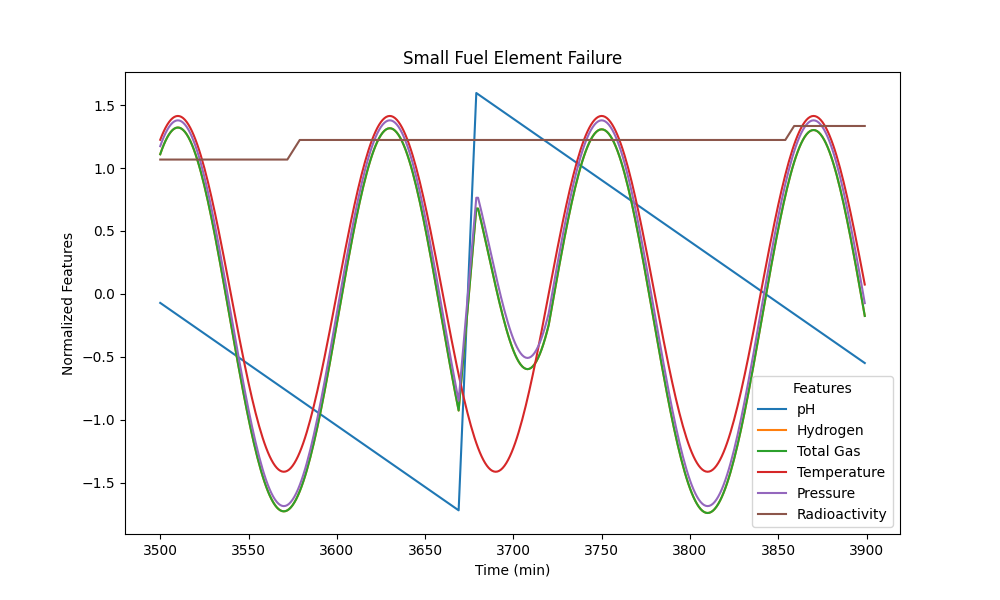 Small Fuel Element Failure
Normalized Features
1.5
1.0
0.5
0.0
−0.5
−1.0
−1.5
3500 3550 3600 3650 3700 3750 3800 3850 3900
Time (min)
Features
pH
Hydrogen
Total Gas
Temperature
Pressure
Radioactivity